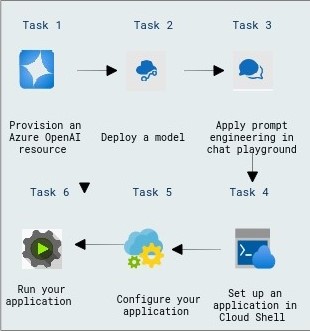 Task 1
Task 2
Task 3
Provision an
Azure OpenAI
resource
Deploy a model
Apply prompt
engineering in
chat playground
Task 6
Task 5
Task 4
Run your
application
Configure your
application
Set up an
application in
Cloud Shell